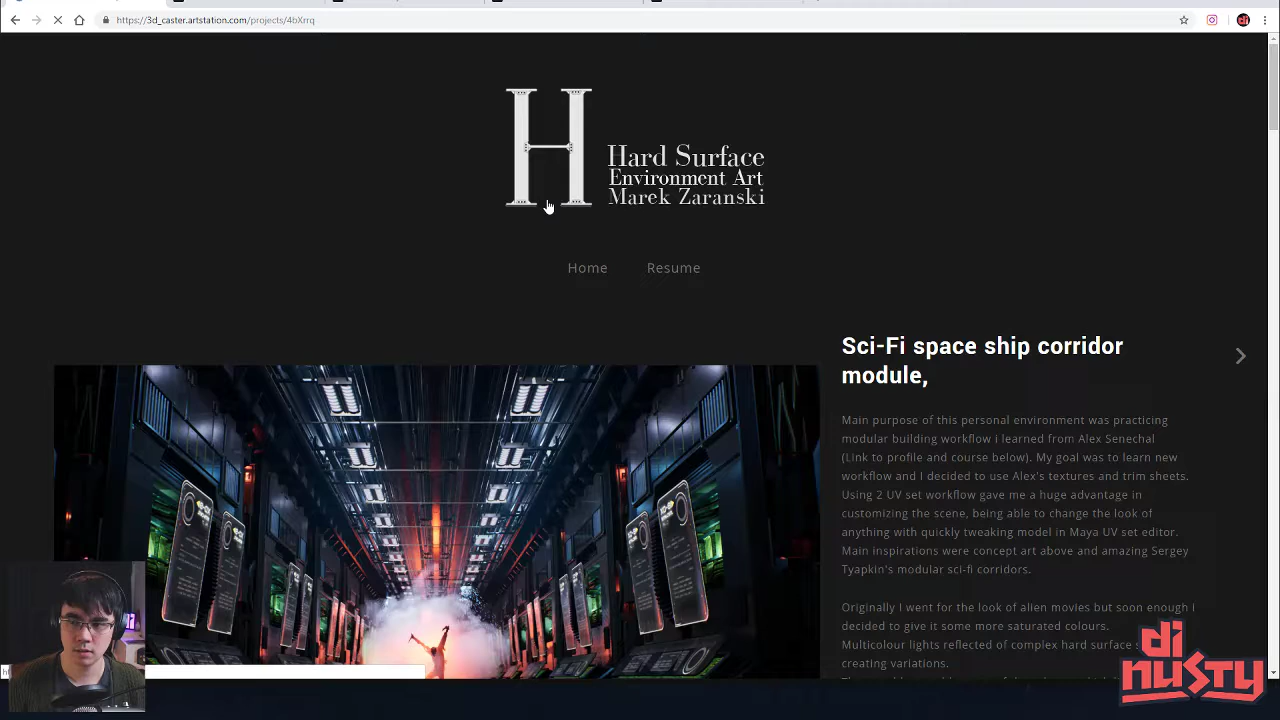 https://3d_caster.artstation.com/projects/4bXrrq
H
Hard Surface
Environment Art
Marek Zaranski
Home
Resume
Sci-Fi space ship corridor
module,
Main purpose of this personal environment was practicing
modular building workflow i learned from Alex Senechal
(Link to profile and course below). My goal was to learn new
workflow and I decided to use Alex's textures and trim sheets.
Using 2 UV set workflow gave me a huge advantage in
customizing the scene, being able to change the look of
anything with quickly tweaking model in Maya UV set editor.
Main inspirations were concept art above and amazing Sergey
Tyapkin's modular sci-fi corridors.
Originally I went for the look of alien movies but soon enough i
decided to give it some more saturated colours.
Multicolour lights reflected of complex hard surface
creating variations.
di
nusty